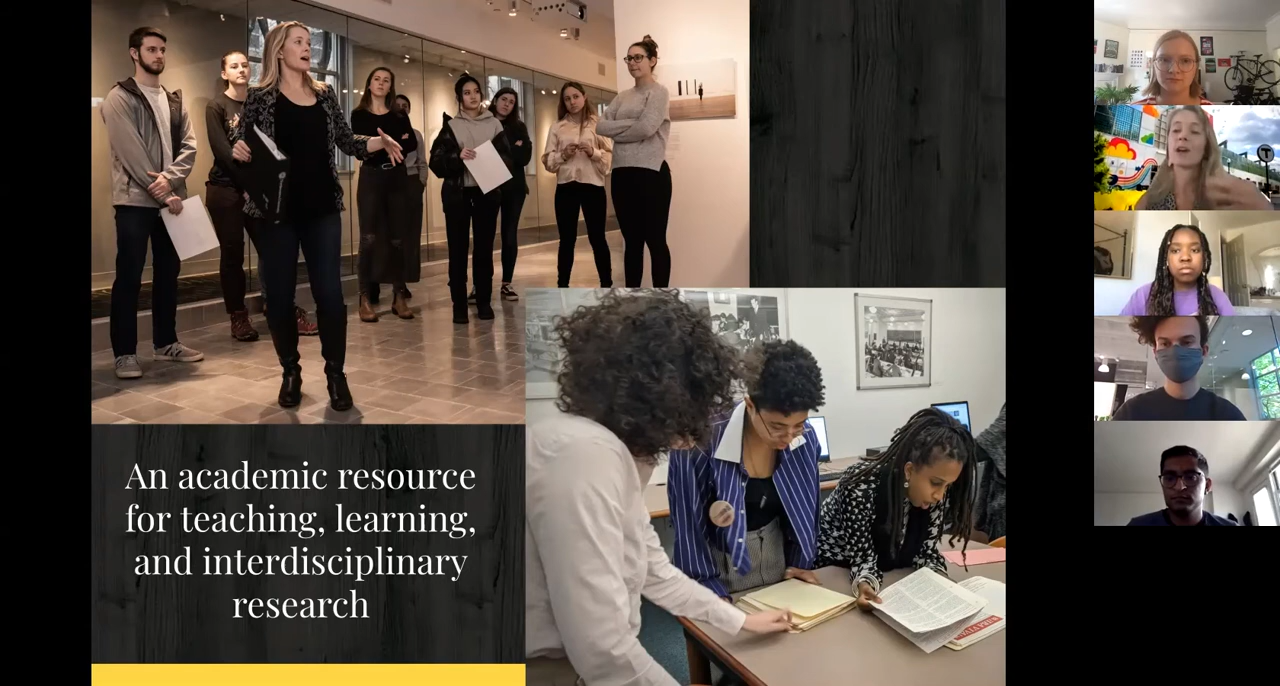 An academic resource
for teaching, learning,
and interdisciplinary
research
T